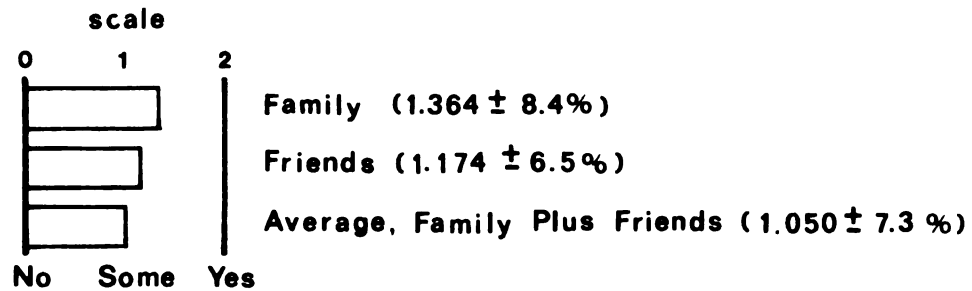 scale
0 1 2
Family (1.364 ± 8.4%)
Friends (1.174 ± 6.5%)
Average, Family Plus Friends (1.050 ± 7.3 %)
No Some Yes